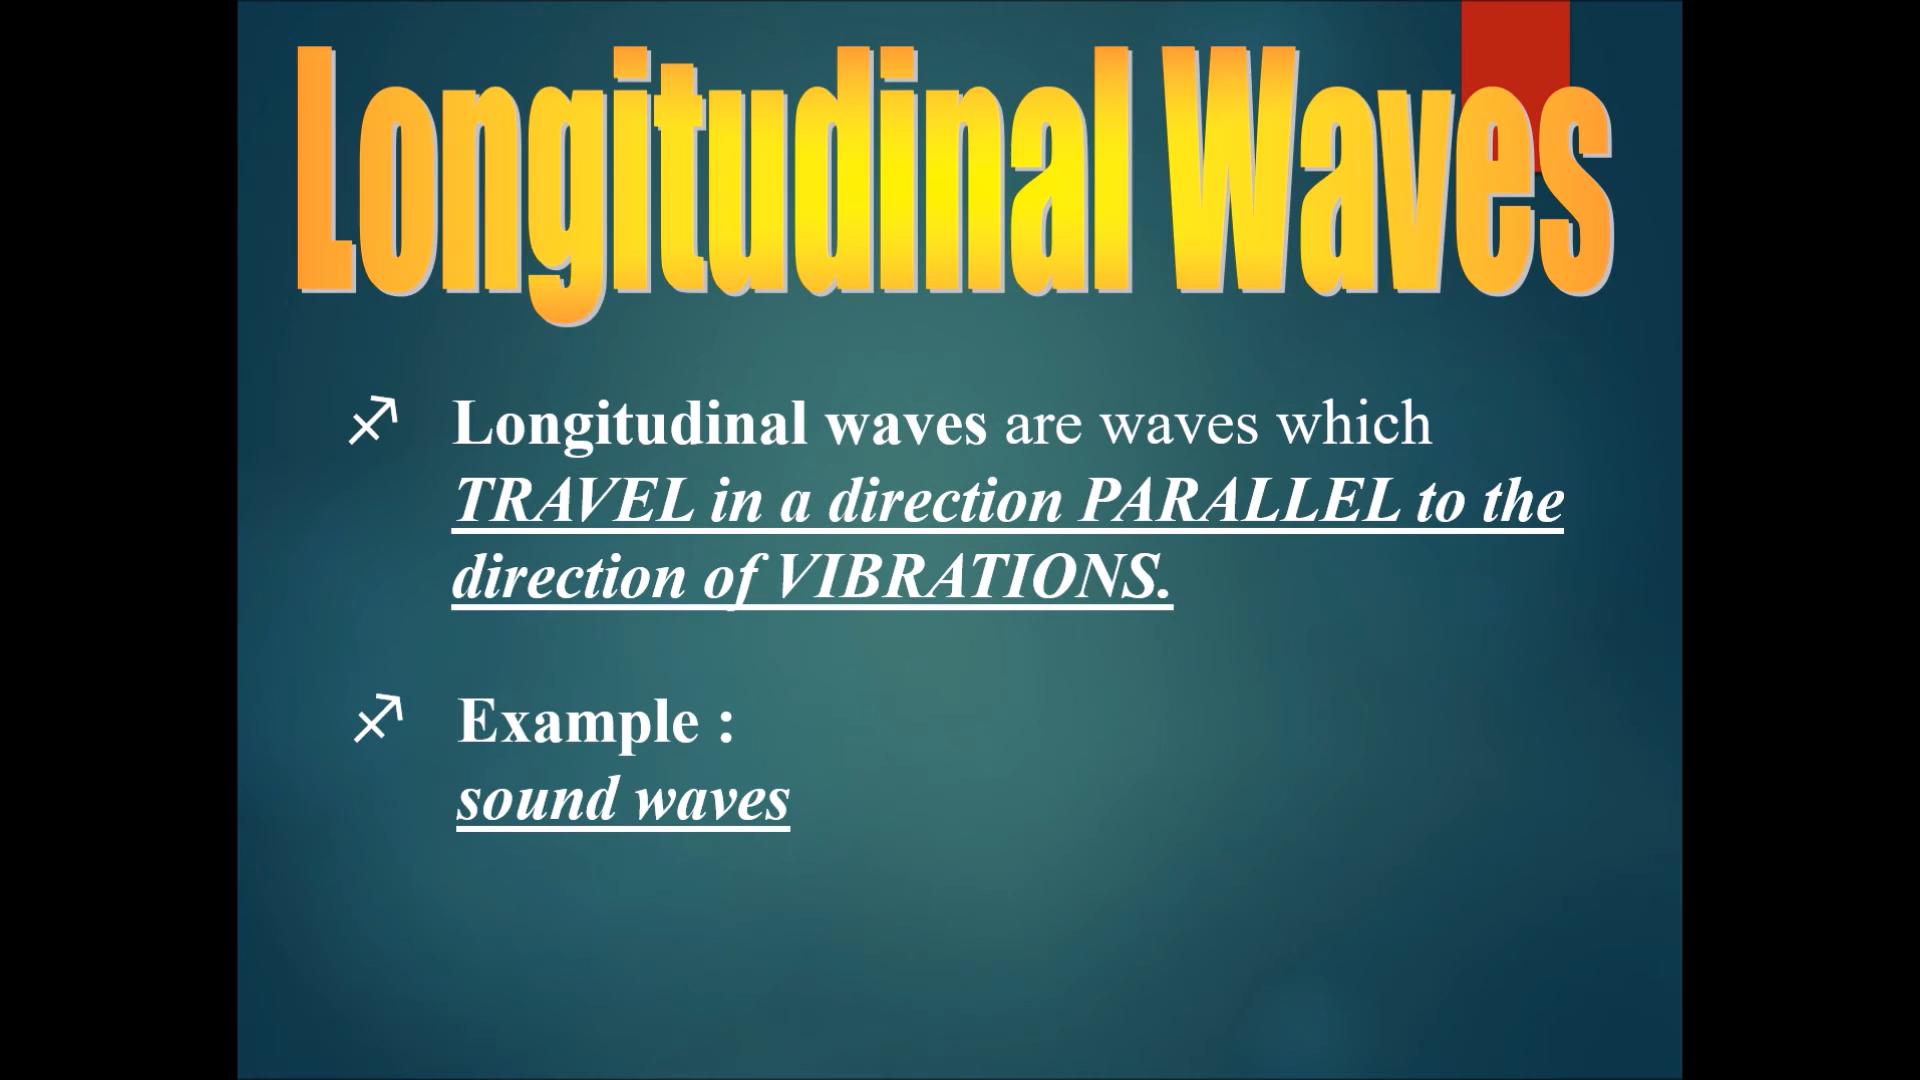 Longitudinal Waves
♐ Longitudinal waves are waves which
TRAVEL in a direction PARALLEL to the
direction of VIBRATIONS.
♐ Example :
sound waves